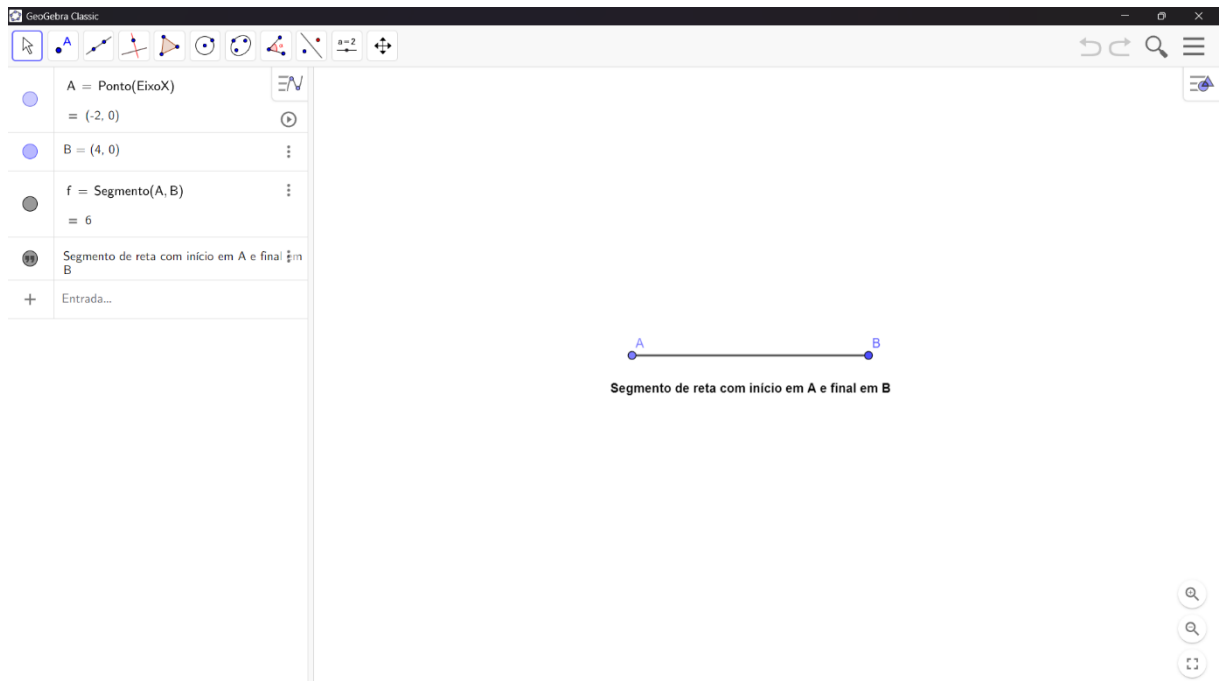 GeoGebra Classic
A
a=2
A = Ponto(EixoX)
= (-2, 0)
B = (4, 0)
f = Segmento(A, B)
= 6
Segmento de reta com início em A e final em
B
Entrada...
A
B
Segmento de reta com início em A e final em B